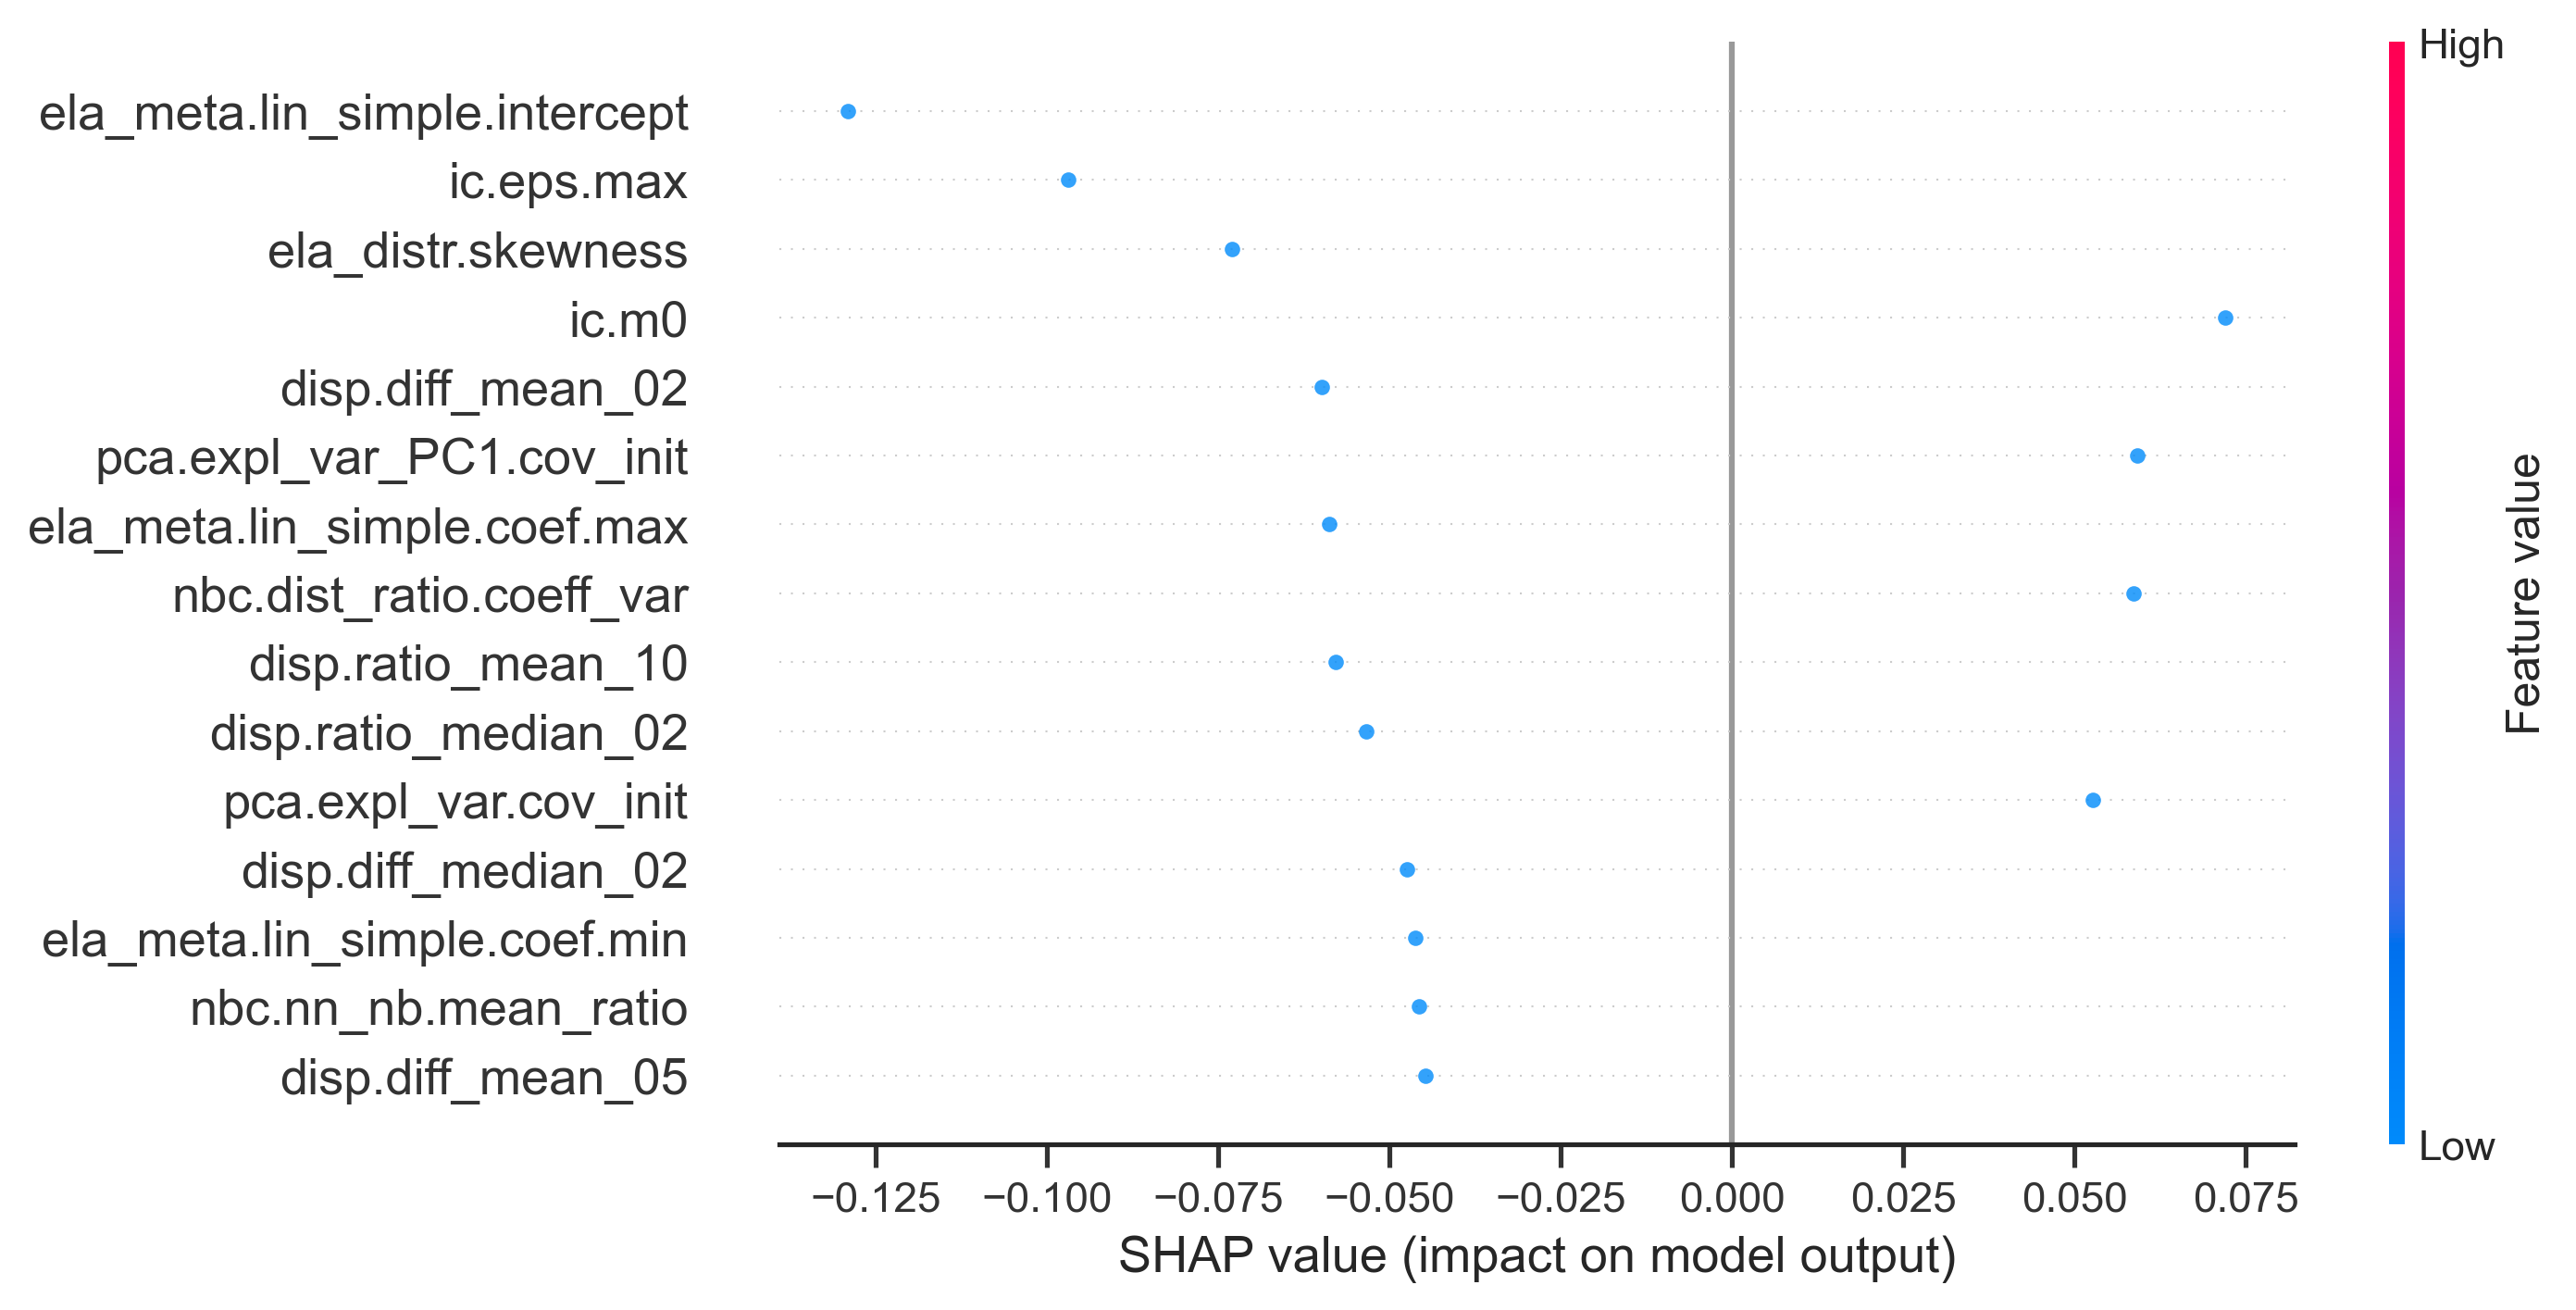 High
ela_meta.lin_simple.intercept
ic.eps.max
ela_distr.skewness
ic.m0
disp.diff_mean_02
pca.expl_var_PC1.cov_init
ela_meta.lin_simple.coef.max
nbc.dist_ratio.coeff_var
disp.ratio_mean_10
disp.ratio_median_02
pca.expl_var.cov_init
disp.diff_median_02
ela_meta.lin_simple.coef.min
nbc.nn_nb.mean_ratio
disp.diff_mean_05
Feature value
Low
−0.125 −0.100 −0.075 −0.050 −0.025 0.000 0.025 0.050 0.075
SHAP value (impact on model output)